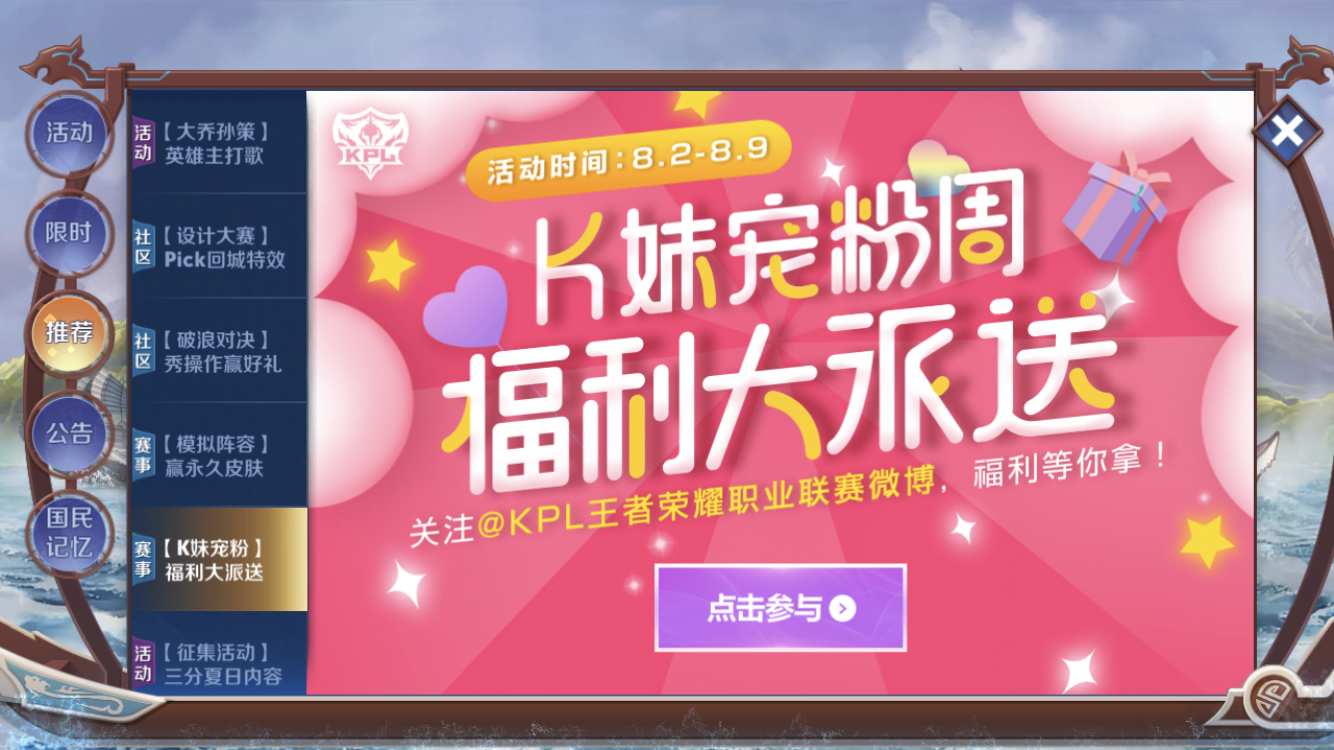 活动
限时
推荐
公告
国民
记忆
活动
【大乔孙策】
英雄主打歌
社区
【设计大赛】
Pick回城特效
社区
【破浪对决】
秀操作赢好礼
赛事
【模拟阵容】
赢永久皮肤
赛事
【K妹宠粉】
福利大派送
活动
【征集活动】
三分夏日内容
KPL
活动时间：8.2-8.9
K妹宠粉周
福利大派送
关注@KPL王者荣耀职业联赛微博，福利等你拿！
点击参与